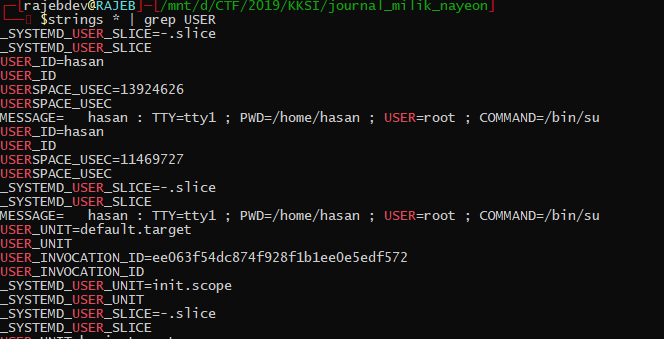 [rajebdev@RAJEB]-[/mnt/d/CTF/2019/KKSI/journal_milik_nayeon]
$strings * | grep USER
_SYSTEMD_USER_SLICE=-.slice
_SYSTEMD_USER_SLICE
USER_ID=hasan
USER_ID
USERSPACE_USEC=13924626
USERSPACE_USEC
MESSAGE=   hasan : TTY=tty1 ; PWD=/home/hasan ; USER=root ; COMMAND=/bin/su
USER_ID=hasan
USER_ID
USERSPACE_USEC=11469727
USERSPACE_USEC
_SYSTEMD_USER_SLICE=-.slice
_SYSTEMD_USER_SLICE
MESSAGE=   hasan : TTY=tty1 ; PWD=/home/hasan ; USER=root ; COMMAND=/bin/su
USER_UNIT=default.target
USER_UNIT
USER_INVOCATION_ID=ee063f54dc874f928f1b1ee0e5edf572
USER_INVOCATION_ID
_SYSTEMD_USER_UNIT=init.scope
_SYSTEMD_USER_UNIT
_SYSTEMD_USER_SLICE=-.slice
_SYSTEMD_USER_SLICE